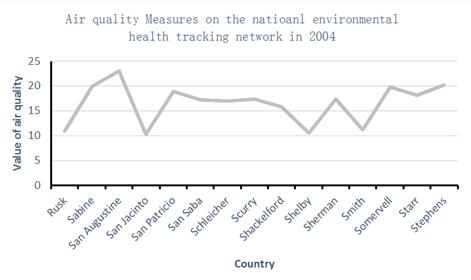 Air quality Measures on the natioanl environmental
health tracking network in 2004
Value of air quality
25
20
15
10
5
0
Rusk
Sabine
San Augustine
San Jacinto
San Patricio
San Saba
Schleicher
Scurry
Shackelford
Shelby
Sherman
Smith
Somervell
Starr
Stephens
Country